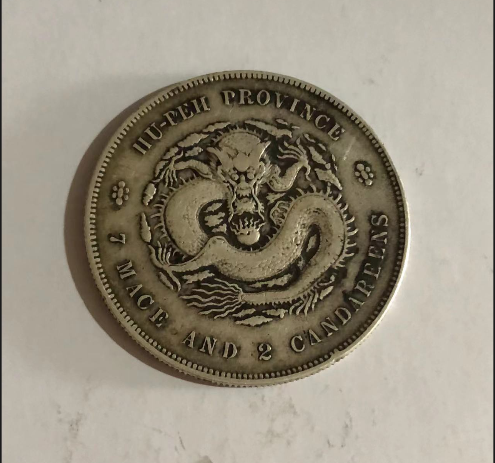 HU-PEH PROVINCE
7 MACE AND 2 CANDAREENS